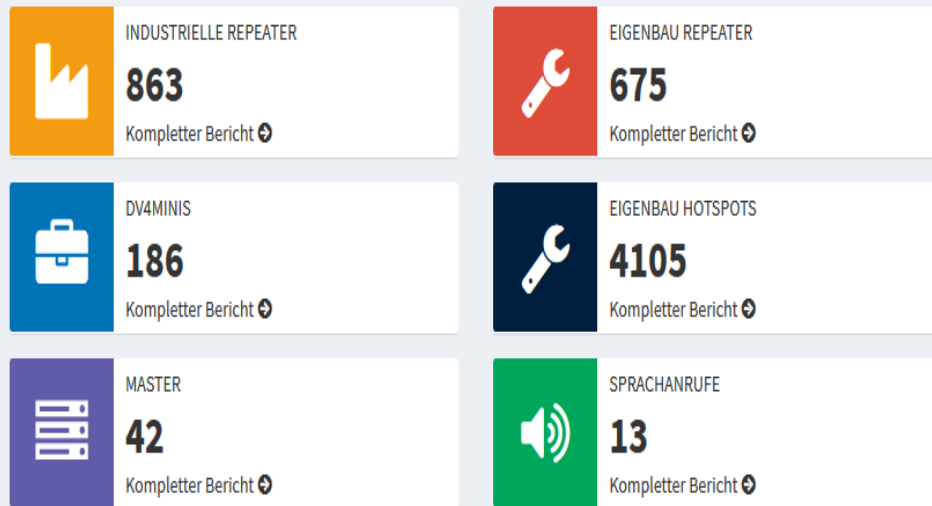 INDUSTRIELLE REPEATER
863
Kompletter Bericht
EIGENBAU REPEATER
675
Kompletter Bericht
DV4MINIS
186
Kompletter Bericht
EIGENBAU HOTSPOTS
4105
Kompletter Bericht
MASTER
42
Kompletter Bericht
SPRACHANRUFE
13
Kompletter Bericht